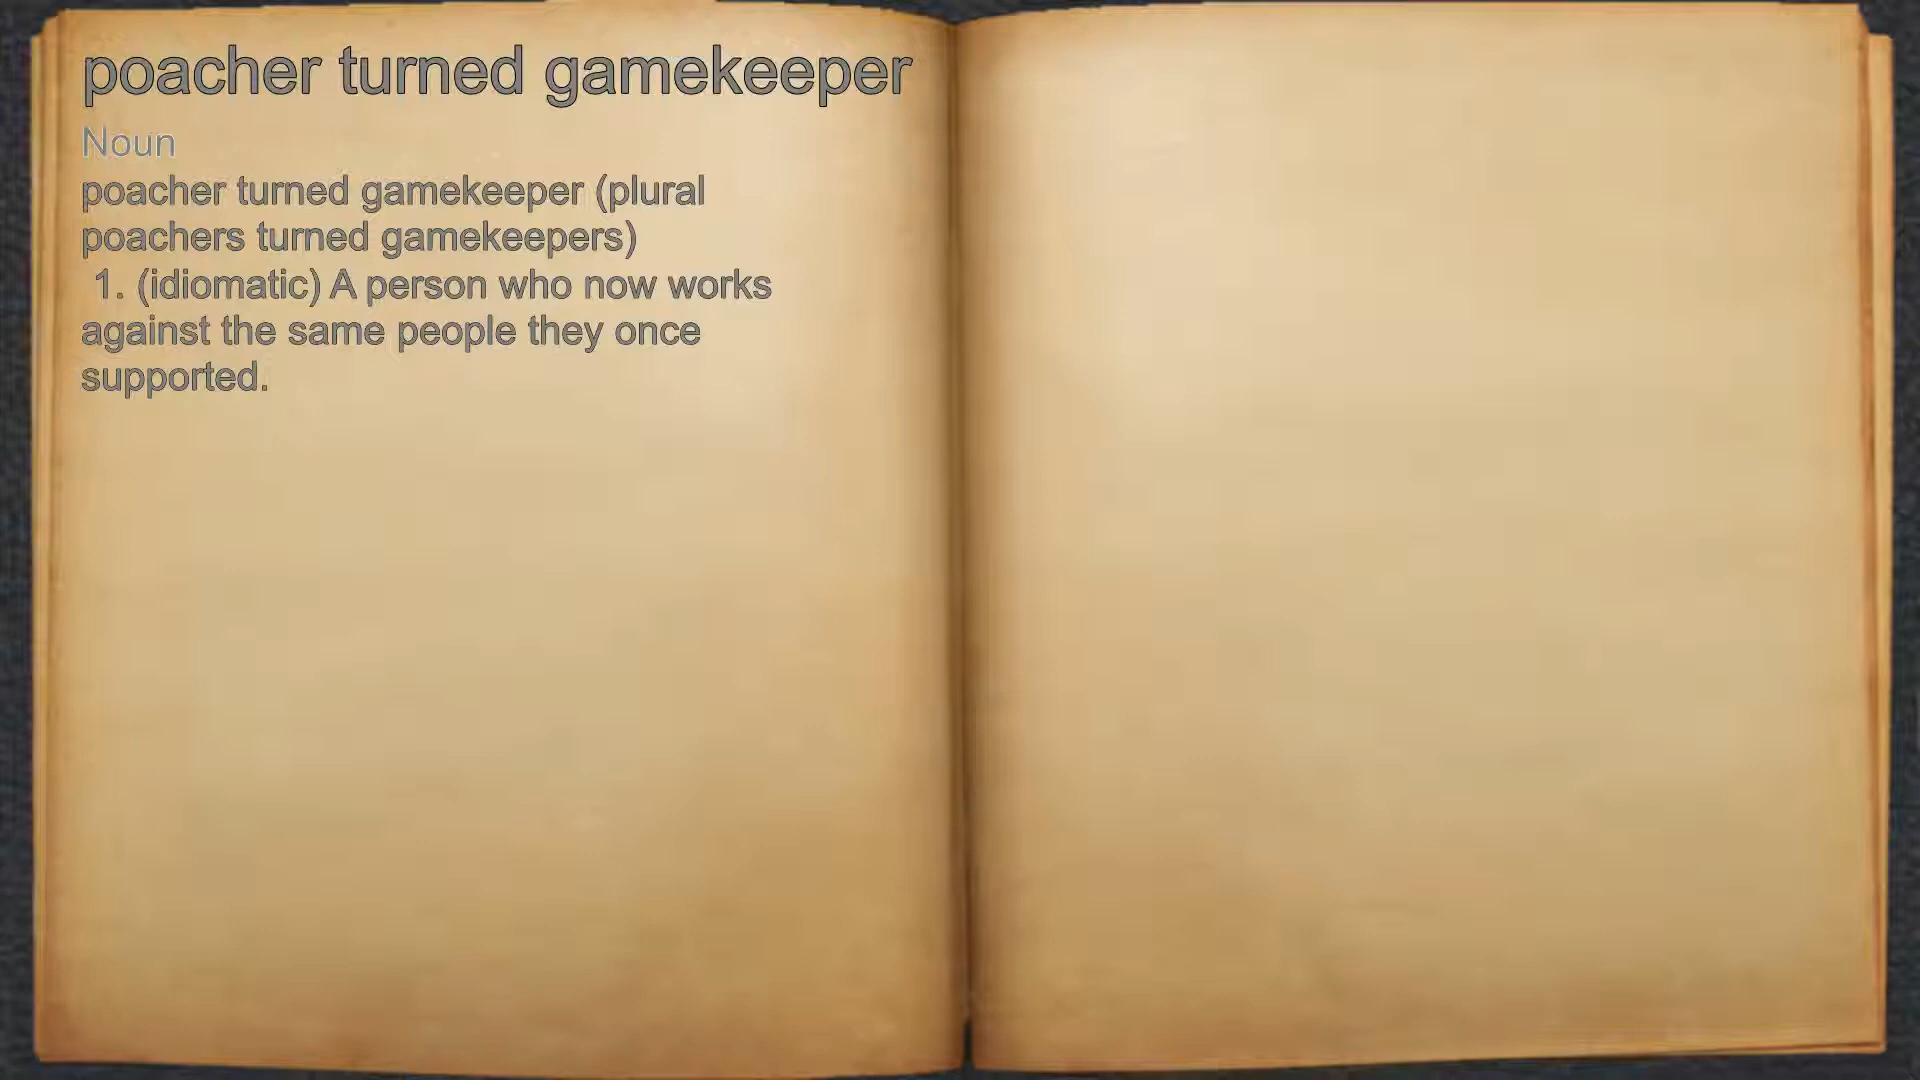 poacher turned gamekeeper
Noun
poacher turned gamekeeper (plural
poachers turned gamekeepers)
1. (idiomatic) A person who now works
against the same people they once
supported.